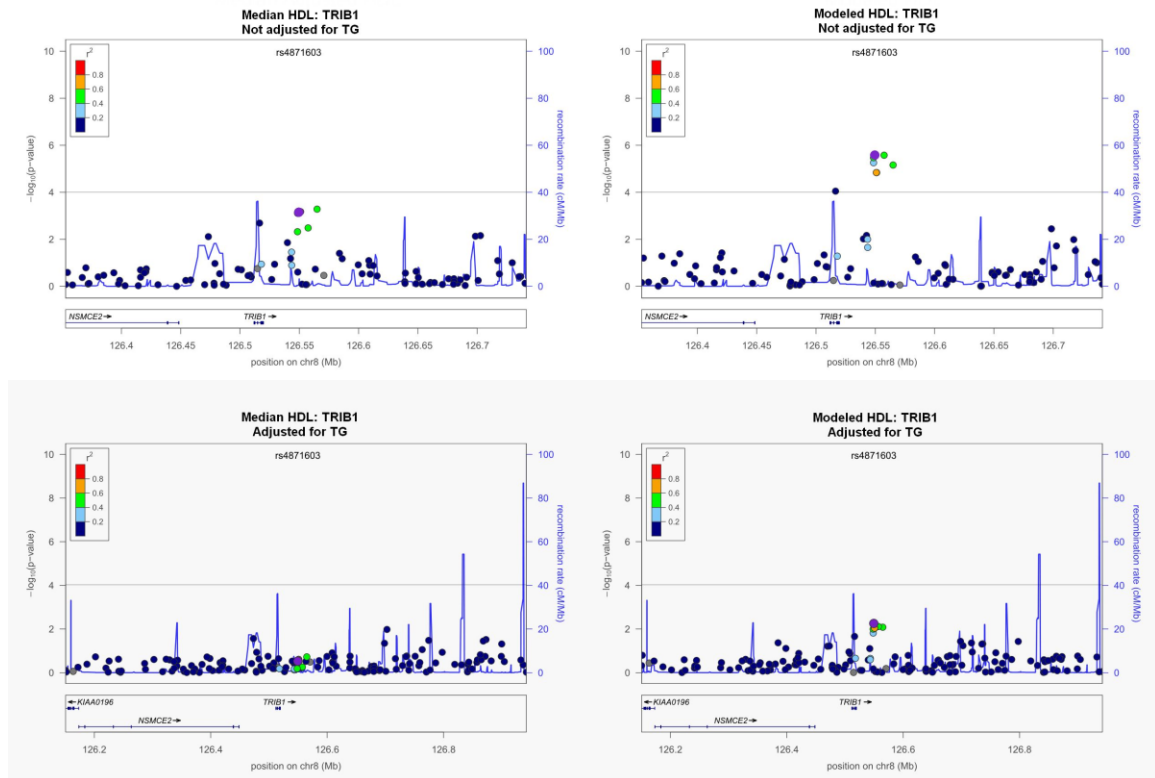 Median HDL: TRIB1
Not adjusted for TG
rs4871603
r²
0.8
0.6
0.4
0.2
10
8
6
4
2
0
−log₁₀(p−value)
100
80
60
40
20
0
recombination rate (cM/Mb)
NSMCE2→
TRIB1→
126.4
126.45
126.5
126.55
126.6
126.65
126.7
position on chr8 (Mb)
Modeled HDL: TRIB1
Not adjusted for TG
rs4871603
r²
0.8
0.6
0.4
0.2
10
8
6
4
2
0
−log₁₀(p−value)
100
80
60
40
20
0
recombination rate (cM/Mb)
NSMCE2→
TRIB1→
126.4
126.45
126.5
126.55
126.6
126.65
126.7
position on chr8 (Mb)
Median HDL: TRIB1
Adjusted for TG
rs4871603
r²
0.8
0.6
0.4
0.2
10
8
6
4
2
0
−log₁₀(p−value)
100
80
60
40
20
0
recombination rate (cM/Mb)
←KIAA0196
TRIB1→
NSMCE2→
126.2
126.4
126.6
126.8
position on chr8 (Mb)
Modeled HDL: TRIB1
Adjusted for TG
rs4871603
r²
0.8
0.6
0.4
0.2
10
8
6
4
2
0
−log₁₀(p−value)
100
80
60
40
20
0
recombination rate (cM/Mb)
←KIAA0196
TRIB1→
NSMCE2→
126.2
126.4
126.6
126.8
position on chr8 (Mb)